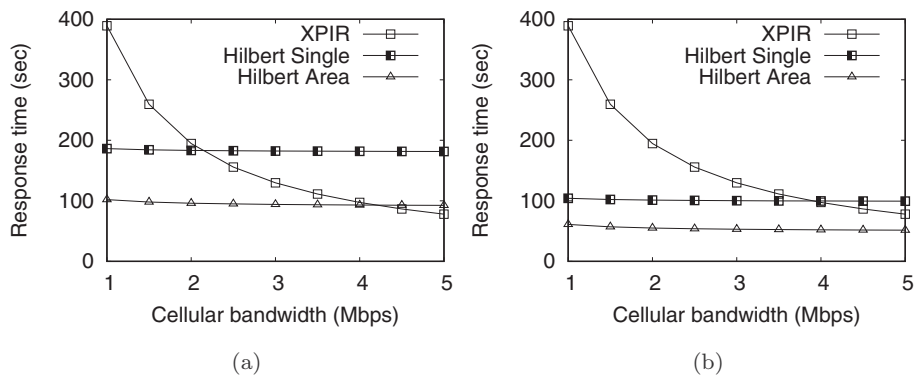 400
300
200
100
0
Response time (sec)
XPIR
Hilbert Single
Hilbert Area
1 2 3 4 5
Cellular bandwidth (Mbps)
(a)
400
300
200
100
0
Response time (sec)
XPIR
Hilbert Single
Hilbert Area
1 2 3 4 5
Cellular bandwidth (Mbps)
(b)